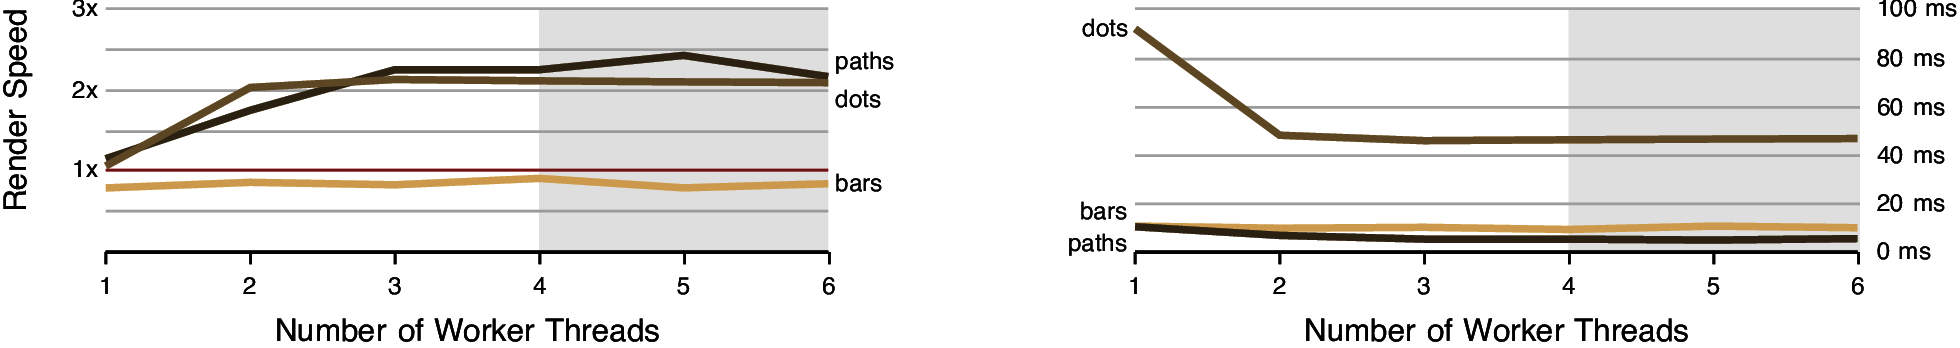 Render Speed
3x
2x
1x
paths
dots
bars
1 2 3 4 5 6
Number of Worker Threads
dots
bars
paths
100 ms
80 ms
60 ms
40 ms
20 ms
0 ms
1 2 3 4 5 6
Number of Worker Threads